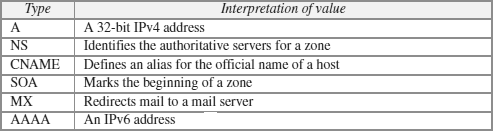 Type Interpretation of value
A A 32-bit IPv4 address
NS Identifies the authoritative servers for a zone
CNAME Defines an alias for the official name of a host
SOA Marks the beginning of a zone
MX Redirects mail to a mail server
AAAA An IPv6 address